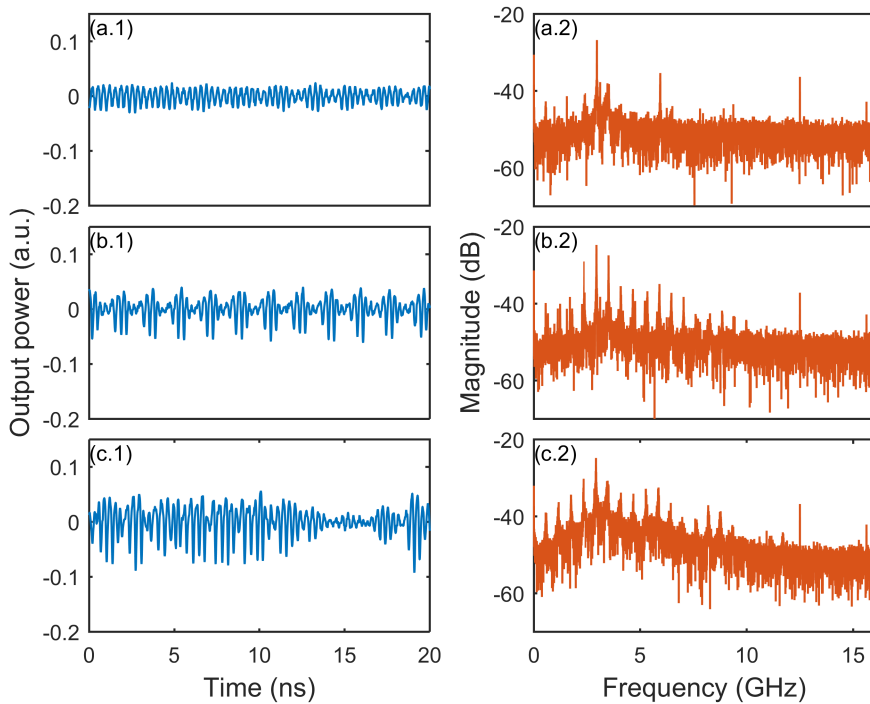 (a.1)
0.1
0
-0.1
-0.2
(a.2)
-20
-40
-60
(b.1)
0.1
0
-0.1
-0.2
(b.2)
-20
-40
-60
(c.1)
0.1
0
-0.1
-0.2
0 5 10 15 20
(c.2)
-20
-40
-60
0 5 10 15
Output power (a.u.)
Magnitude (dB)
Time (ns)
Frequency (GHz)